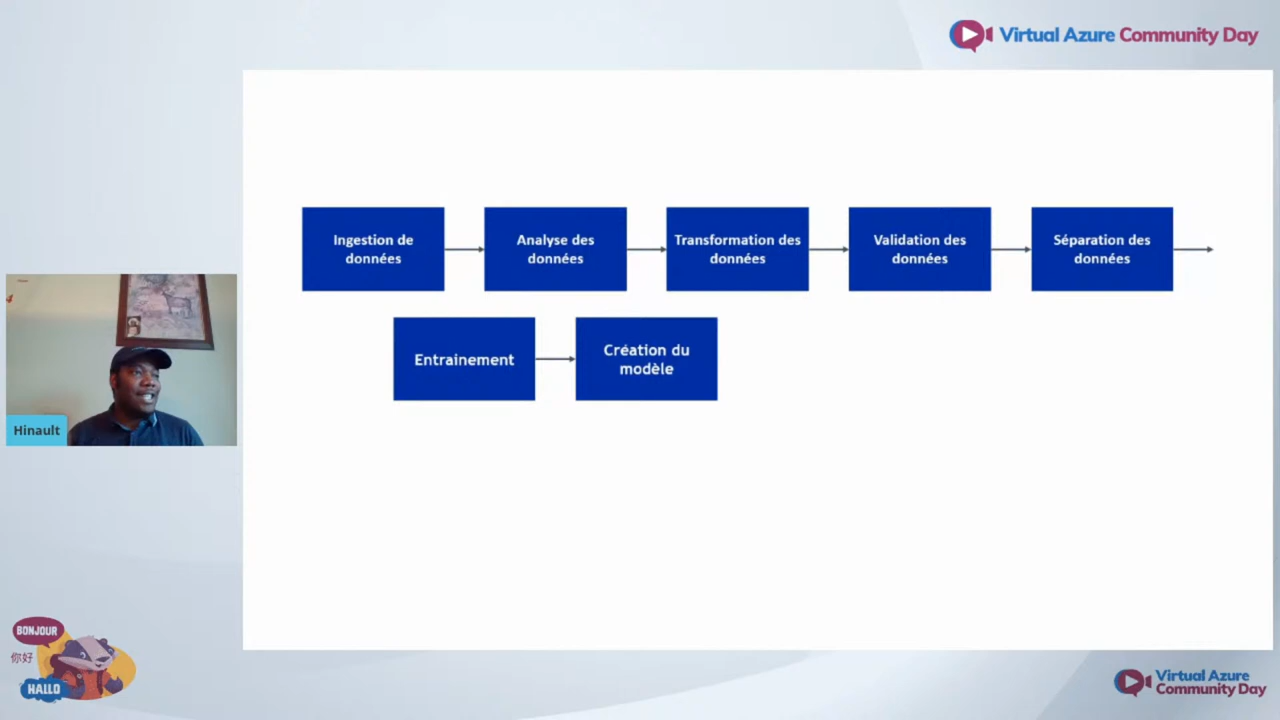 Virtual Azure Community Day
Ingestion de
données
Analyse des
données
Transformation des
données
Validation des
données
Séparation des
données
Entrainement
Création du
modèle
Hinault
BONJOUR
你好
HALLO
Virtual Azure
Community Day